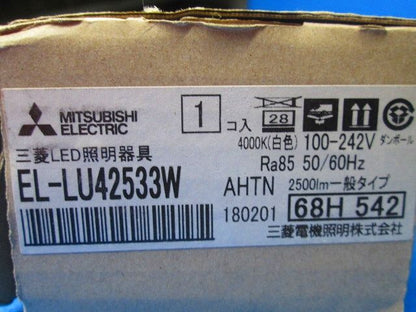 MITSUBISHI
ELECTRIC
1 コ入
28
ダンボール
三菱LED照明器具
4000K(白色) 100-242V
Ra85 50/60Hz
EL-LU42533W
AHTN 2500lm一般タイプ
180201 68H 542
三菱電機照明株式会社